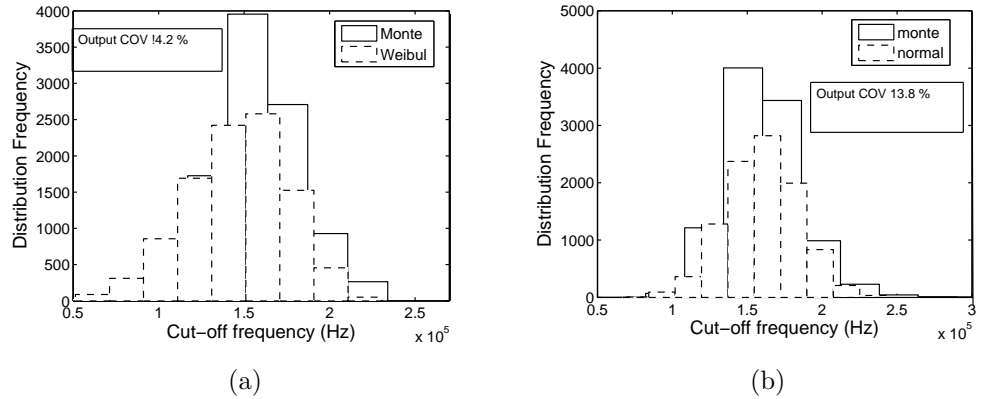 4000
3500
3000
2500
2000
1500
1000
500
0
Distribution Frequency
Output COV !4.2 %
Monte
Weibul
0.5 1 1.5 2 2.5
Cut−off frequency (Hz)
x 10^5
(a)
5000
4000
3000
2000
1000
0
Distribution Frequency
monte
normal
Output COV 13.8 %
0.5 1 1.5 2 2.5 3
Cut−off frequency (Hz)
x 10^5
(b)